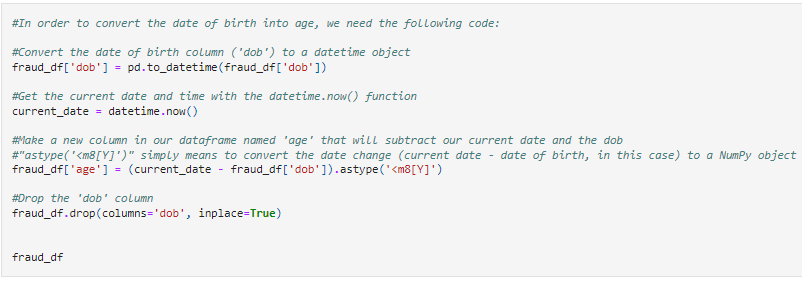 #In order to convert the date of birth into age, we need the following code:
#Convert the date of birth column ('dob') to a datetime object
fraud_df['dob'] = pd.to_datetime(fraud_df['dob'])
#Get the current date and time with the datetime.now() function
current_date = datetime.now()
#Make a new column in our dataframe named 'age' that will subtract our current date and the dob
#"astype('<m8[Y]')" simply means to convert the date change (current date - date of birth, in this case) to a NumPy object
fraud_df['age'] = (current_date - fraud_df['dob']).astype('<m8[Y]')
#Drop the 'dob' column
fraud_df.drop(columns='dob', inplace=True)
fraud_df